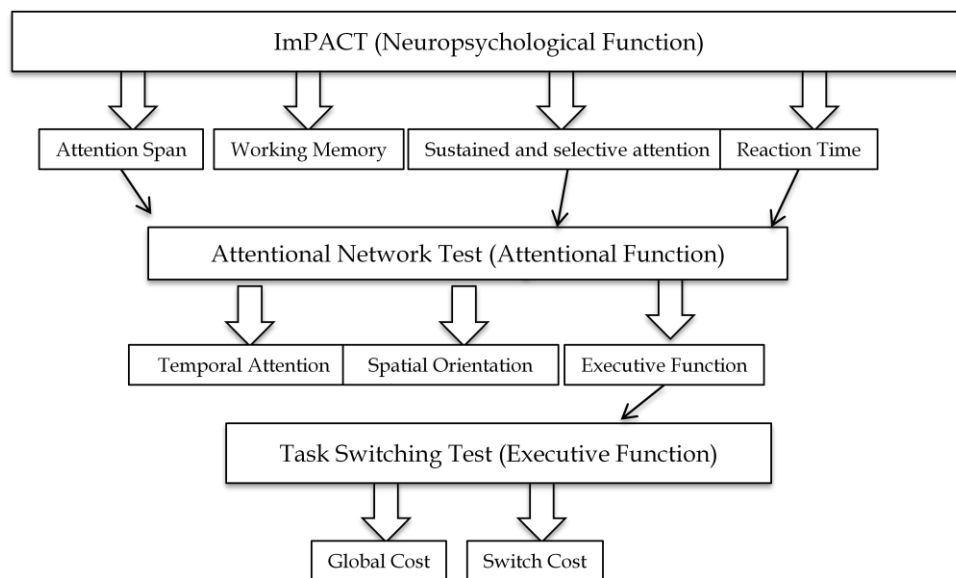 ImPACT (Neuropsychological Function)
Attention Span
Working Memory
Sustained and selective attention
Reaction Time
Attentional Network Test (Attentional Function)
Temporal Attention
Spatial Orientation
Executive Function
Task Switching Test (Executive Function)
Global Cost
Switch Cost